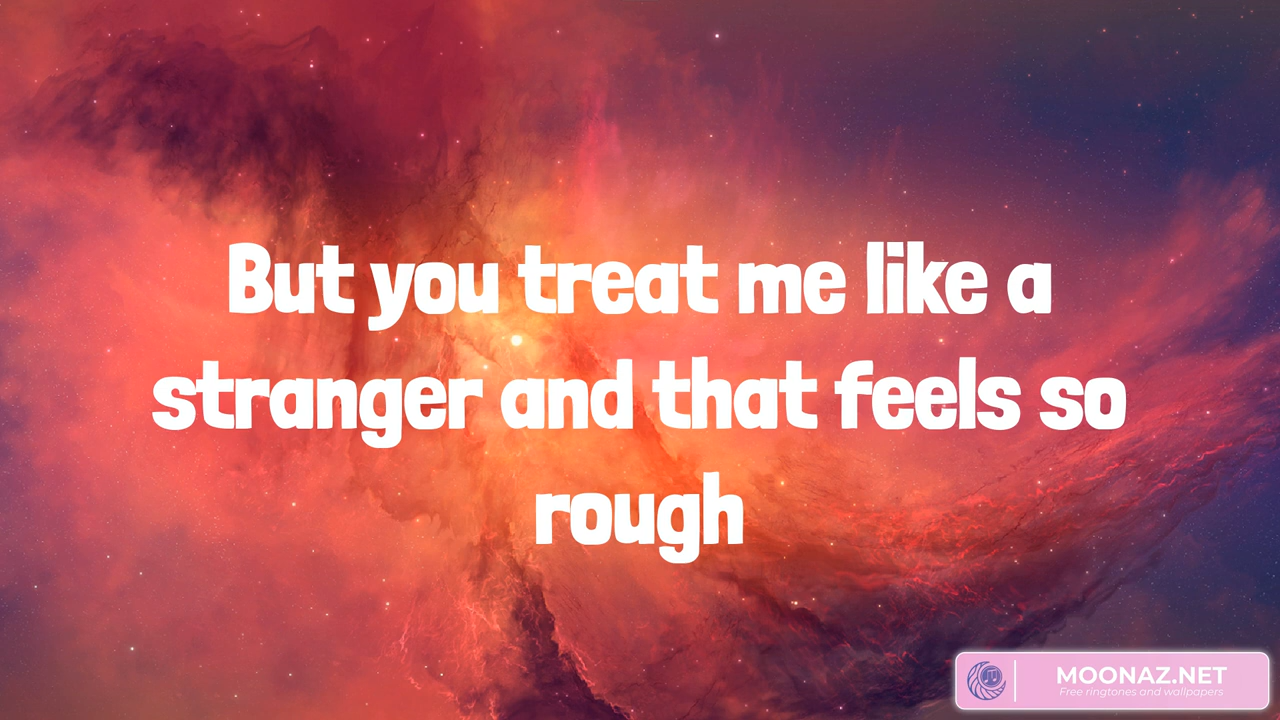 But you treat me like a
stranger and that feels so
rough
MOONAZ.NET
Free ringtones and wallpapers